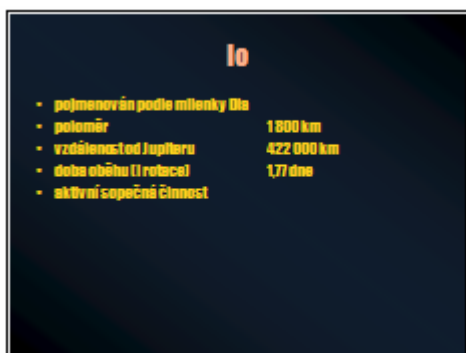 Io
• pojmenován podle milenky Dia
• poloměr 1 800 km
• vzdálenost od Jupiteru 422 000 km
• doba oběhu (i rotace) 1,77 dne
• aktivní sopečná činnost